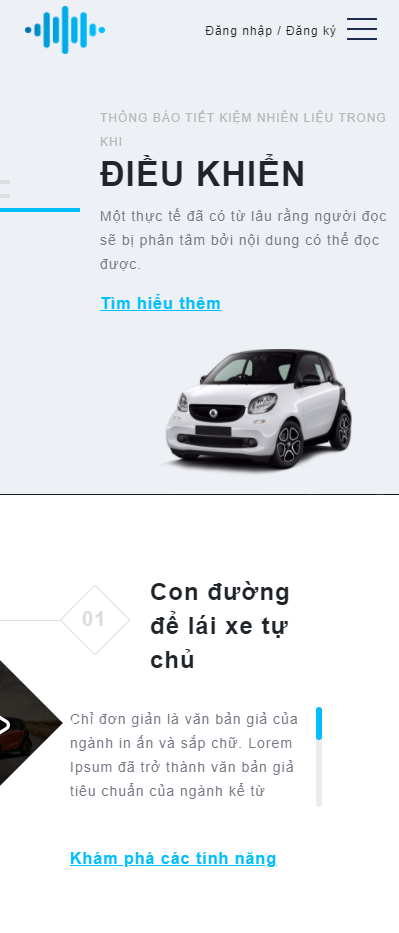 Đăng nhập / Đăng ký
THÔNG BÁO TIẾT KIỆM NHIÊN LIỆU TRONG
KHI
ĐIỀU KHIỂN
Một thực tế đã có từ lâu rằng người đọc
sẽ bị phân tâm bởi nội dung có thể đọc
được.
Tìm hiểu thêm
01
Con đường
để lái xe tự
chủ
Chỉ đơn giản là văn bản giả của
ngành in ấn và sắp chữ. Lorem
Ipsum đã trở thành văn bản giả
tiêu chuẩn của ngành kể từ
Khám phá các tính năng